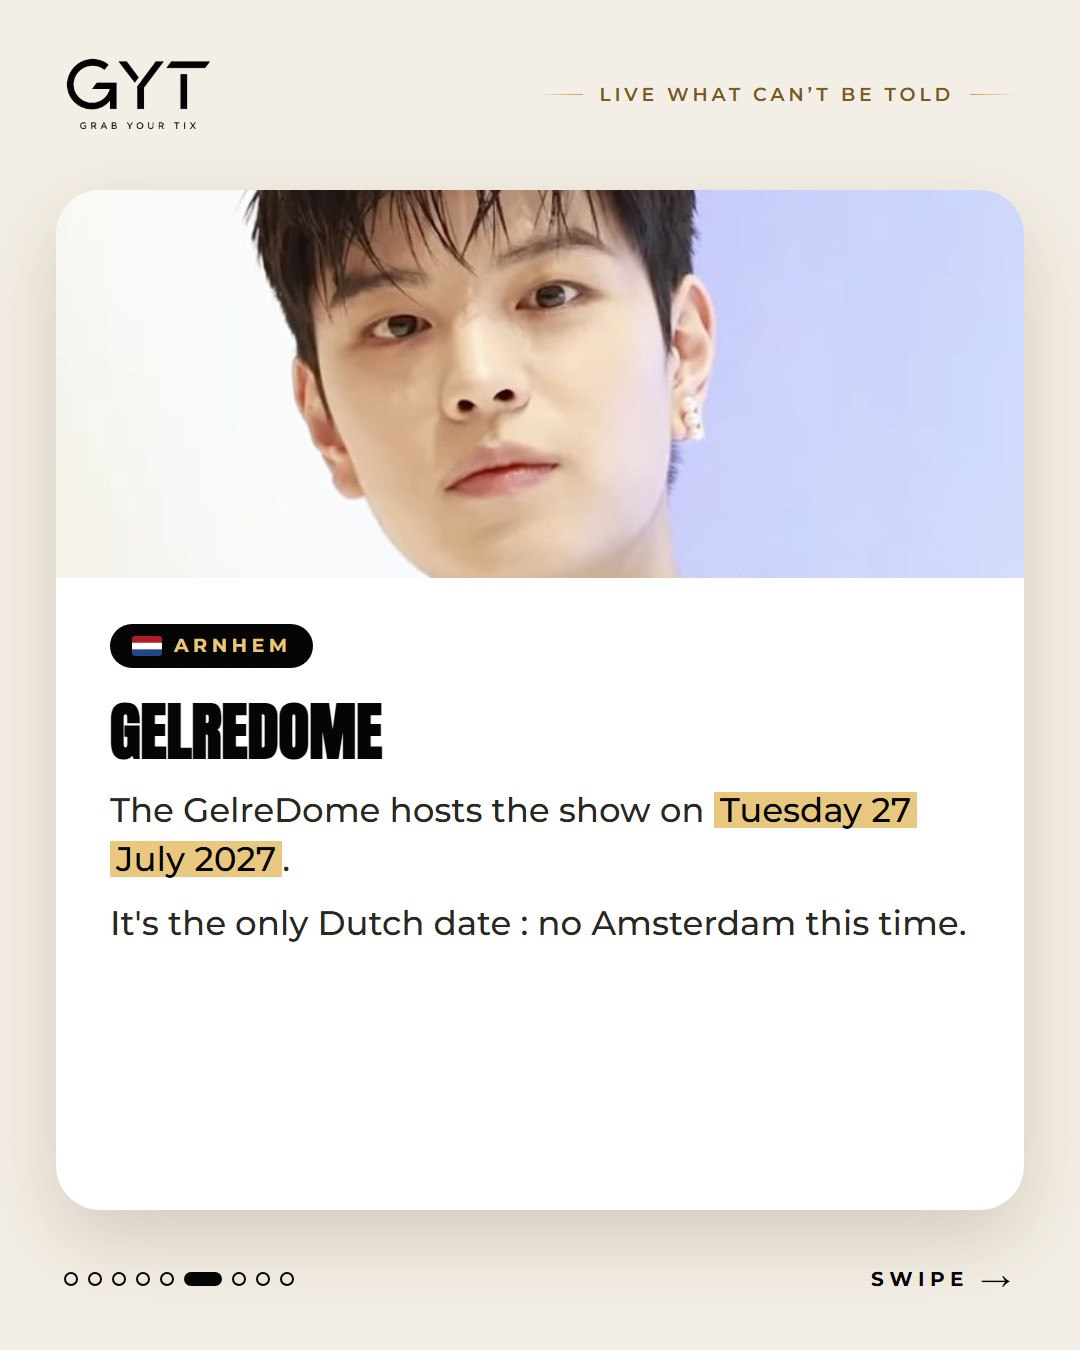 GYT
GRAB YOUR TIX
LIVE WHAT CAN’T BE TOLD
ARNHEM
GELREDOME
The GelreDome hosts the show on Tuesday 27
July 2027.
It's the only Dutch date : no Amsterdam this time.
SWIPE →